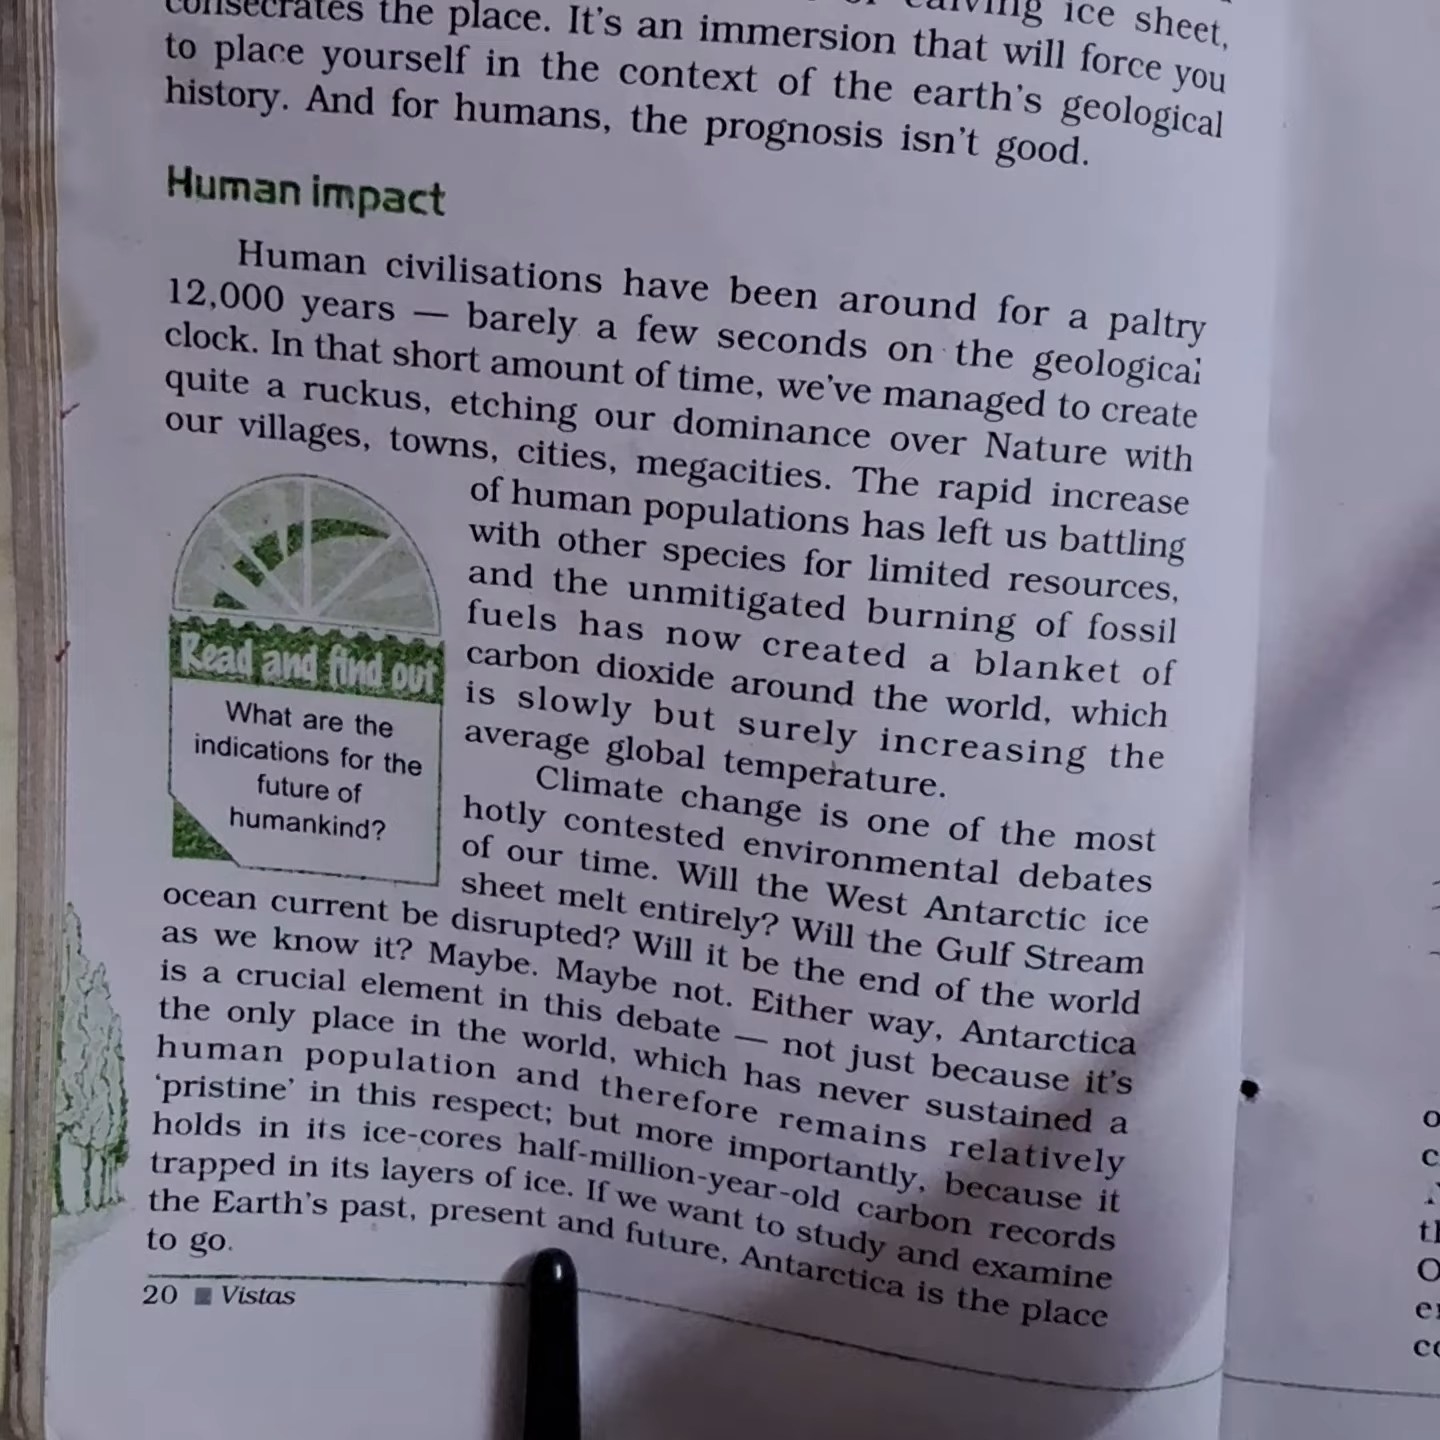 consecrates the place. It's an immersion that will force you
calving ice sheet,
to place yourself in the context of the earth's geological
history. And for humans, the prognosis isn't good.
Human impact
Human civilisations have been around for a paltry
12,000 years — barely a few seconds on the geological
clock. In that short amount of time, we've managed to create
quite a ruckus, etching our dominance over Nature with
our villages, towns, cities, megacities. The rapid increase
of human populations has left us battling
with other species for limited resources,
and the unmitigated burning of fossil
fuels has now created a blanket of
carbon dioxide around the world, which
is slowly but surely increasing the
average global temperature.
Read and find out
What are the
indications for the
future of
humankind?
Climate change is one of the most
hotly contested environmental debates
of our time. Will the West Antarctic ice
sheet melt entirely? Will the Gulf Stream
ocean current be disrupted? Will it be the end of the world
as we know it? Maybe. Maybe not. Either way, Antarctica
is a crucial element in this debate — not just because it's
the only place in the world, which has never sustained a
human population and therefore remains relatively
'pristine' in this respect; but more importantly, because it
holds in its ice-cores half-million-year-old carbon records
trapped in its layers of ice. If we want to study and examine
the Earth's past, present and future, Antarctica is the place
to go.
20 ■ Vistas